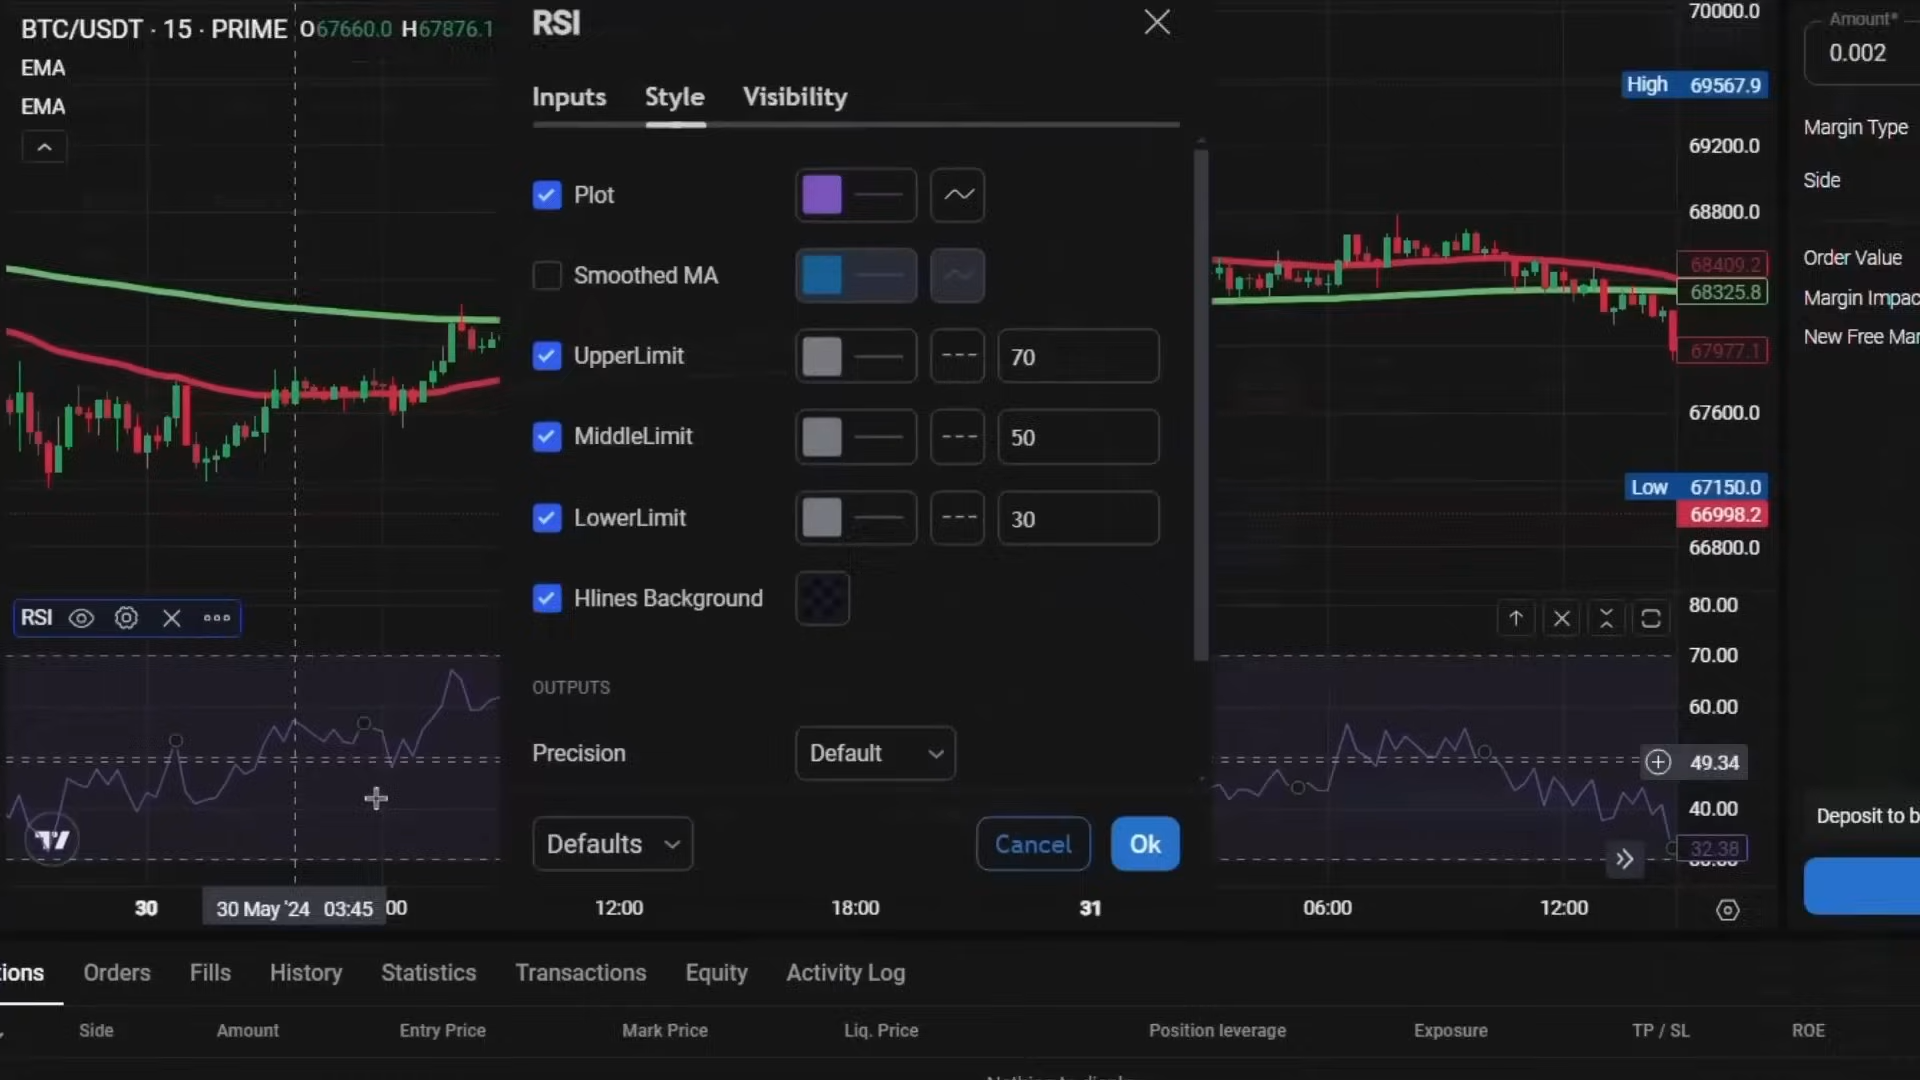 BTC/USDT · 15 · PRIME O67660.0 H67876.1
EMA
EMA
RSI
Inputs Style Visibility
Plot
Smoothed MA
UpperLimit 70
MiddleLimit 50
LowerLimit 30
Hlines Background
OUTPUTS
Precision Default
Defaults Cancel Ok
70000.0
High 69567.9
69200.0
68800.0
68409.2
68325.8
67977.1
67600.0
Low 67150.0
66998.2
66800.0
RSI
80.00
70.00
60.00
49.34
40.00
32.38
30 30 May '24 03:45 00 12:00 18:00 31 06:00 12:00
Amount*
0.002
Margin Type
Side
Order Value
Margin Impac
New Free Mar
Deposit to b
ions Orders Fills History Statistics Transactions Equity Activity Log
Side Amount Entry Price Mark Price Liq. Price Position leverage Exposure TP / SL ROE